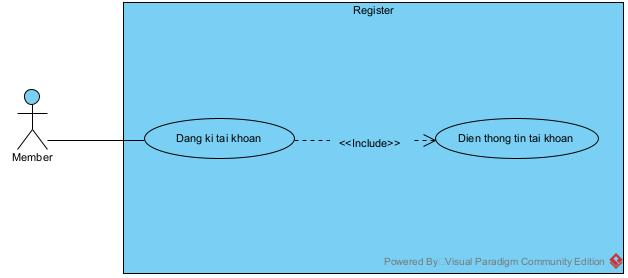 Register
Dang ki tai khoan
<<Include>>
Dien thong tin tai khoan
Member
Powered By Visual Paradigm Community Edition